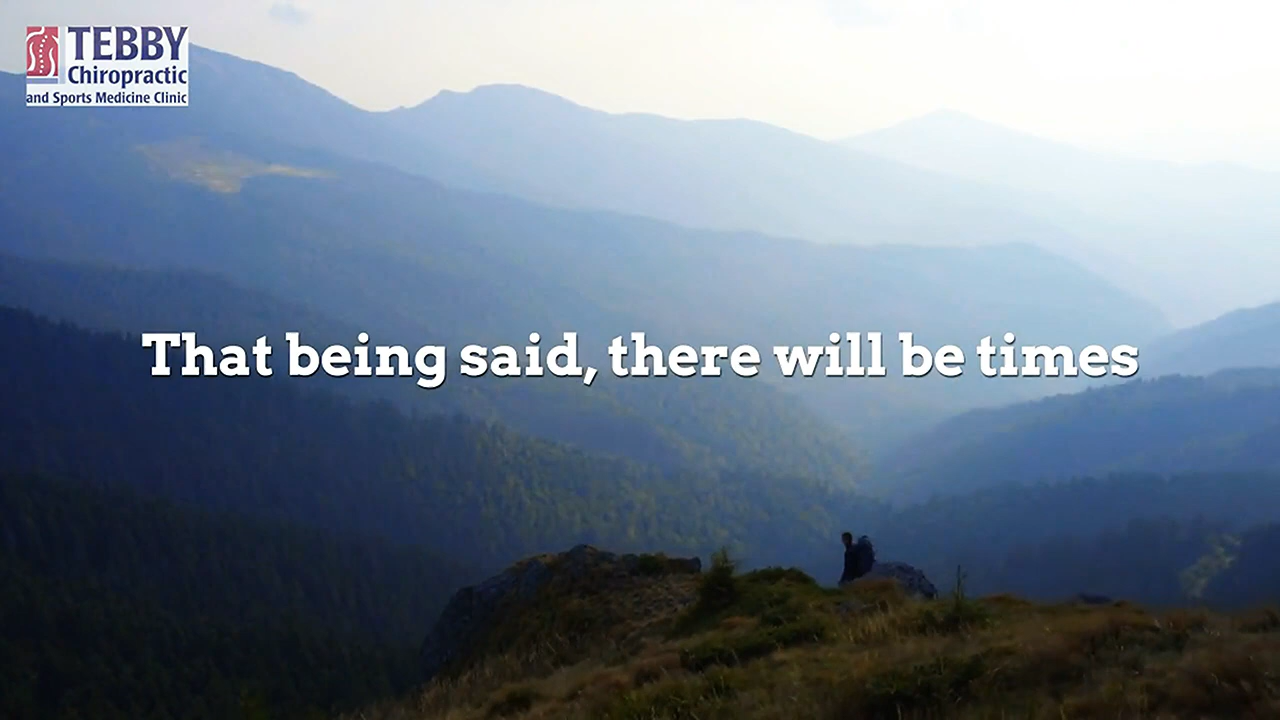 TEBBY
Chiropractic
and Sports Medicine Clinic
That being said, there will be times